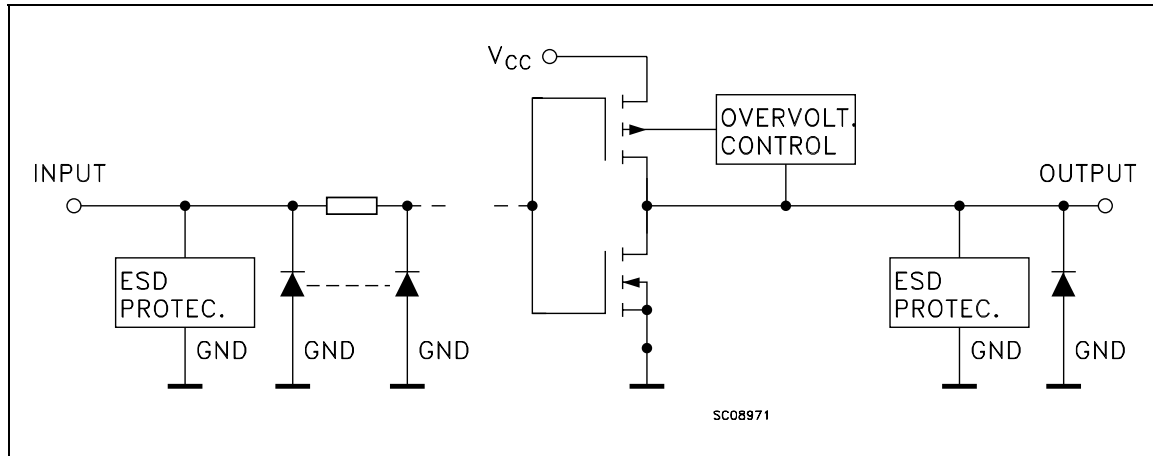 VCC
OVERVOLT.
CONTROL
INPUT
OUTPUT
ESD
PROTEC.
GND
GND
GND
ESD
PROTEC.
GND
GND
SC08971